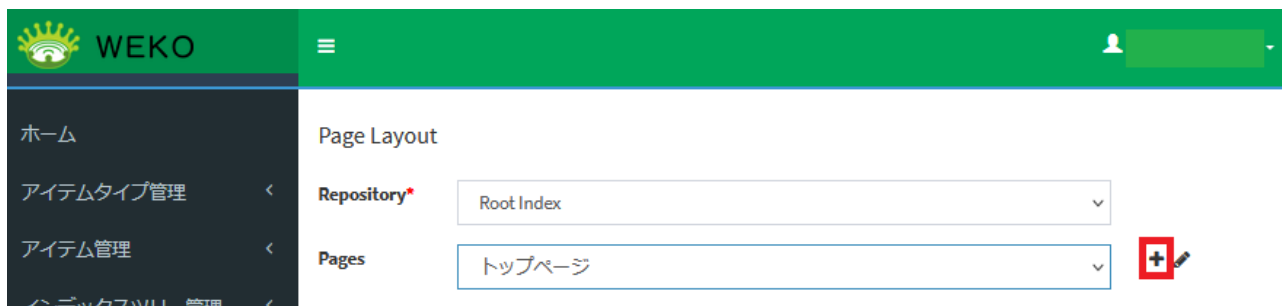 WEKO
ホーム
Page Layout
アイテムタイプ管理
Repository*
Root Index
アイテム管理
Pages
トップページ